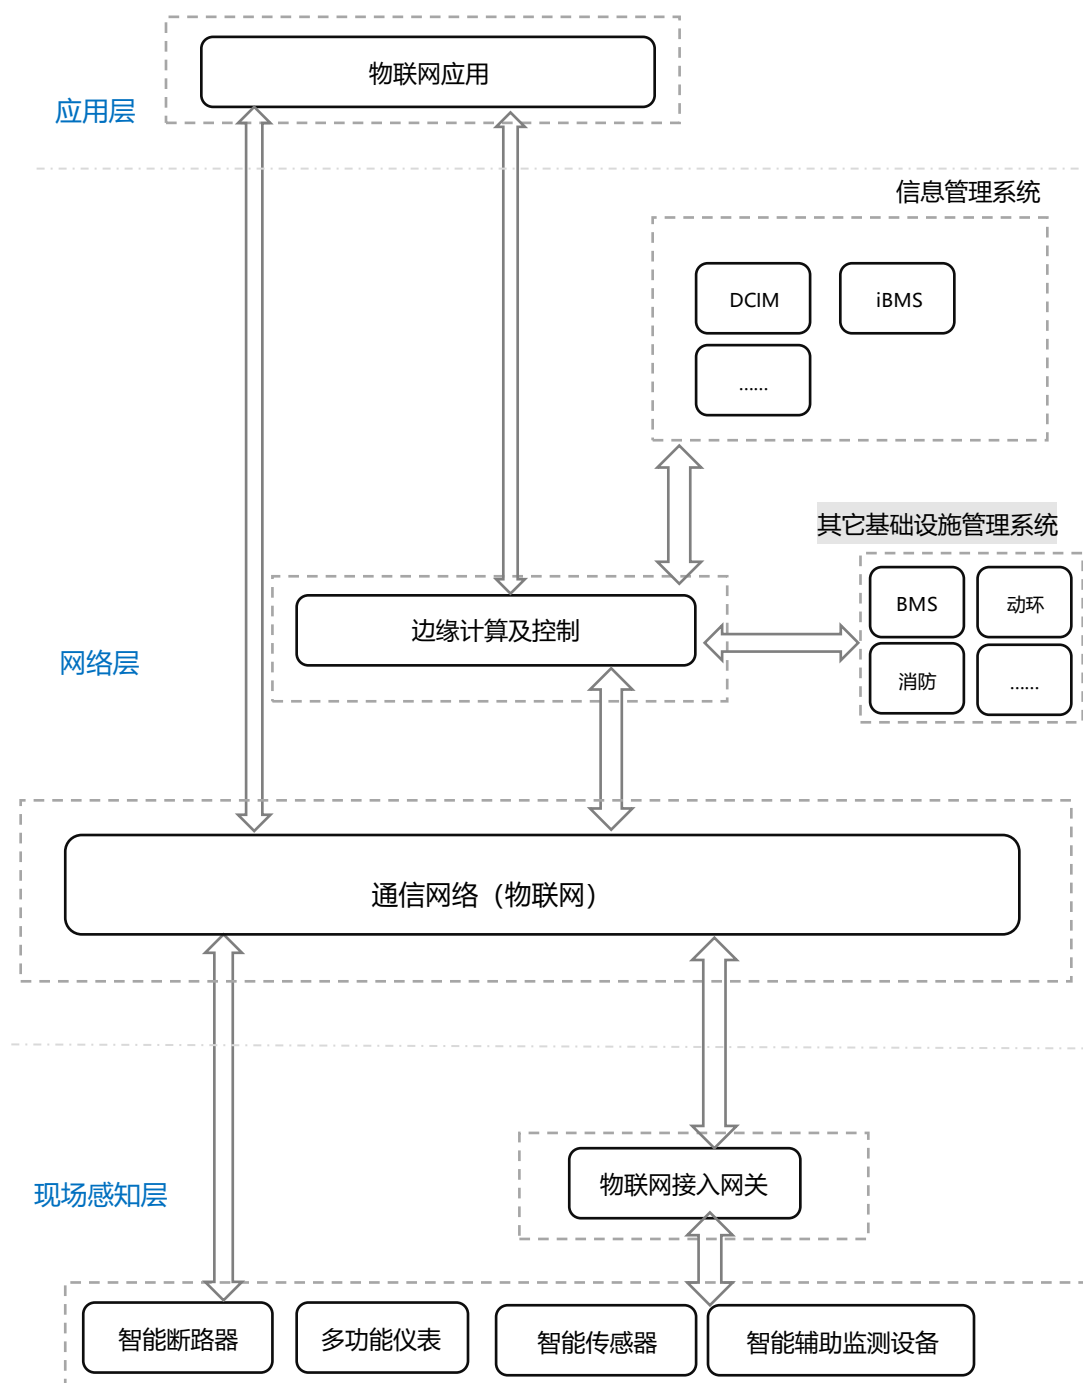 物联网应用
应用层
信息管理系统
DCIM
iBMS
……
其它基础设施管理系统
BMS
动环
边缘计算及控制
网络层
消防
……
通信网络（物联网）
物联网接入网关
现场感知层
智能断路器
多功能仪表
智能传感器
智能辅助监测设备